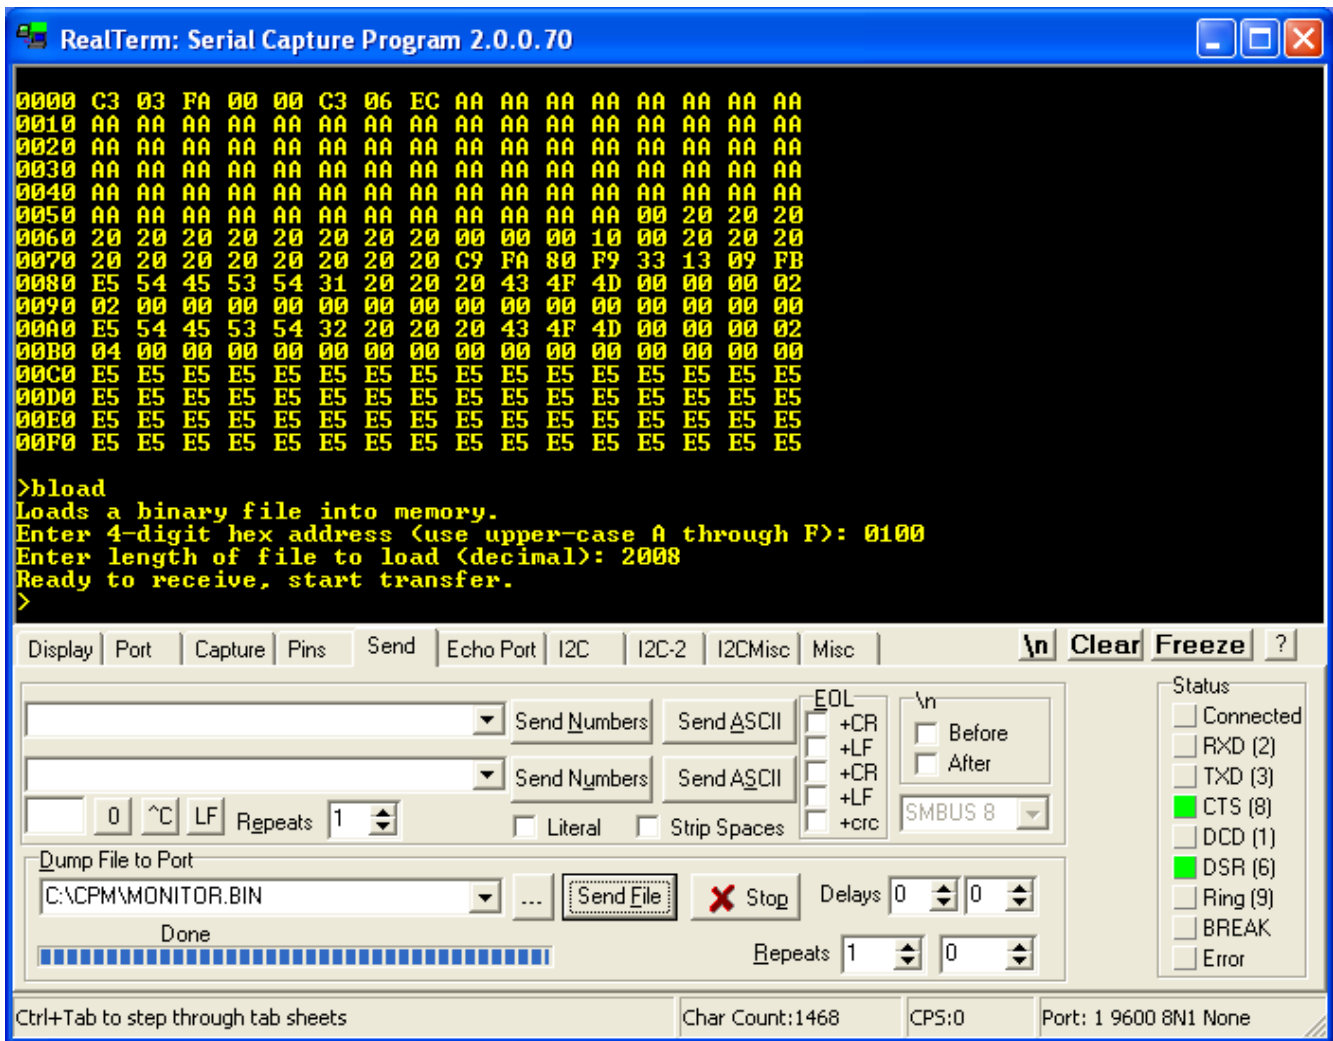 RealTerm: Serial Capture Program 2.0.0.70
0000 C3 03 FA 00 00 C3 06 EC AA AA AA AA AA AA AA AA
0010 AA AA AA AA AA AA AA AA AA AA AA AA AA AA AA AA
0020 AA AA AA AA AA AA AA AA AA AA AA AA AA AA AA AA
0030 AA AA AA AA AA AA AA AA AA AA AA AA AA AA AA AA
0040 AA AA AA AA AA AA AA AA AA AA AA AA AA AA AA AA
0050 AA AA AA AA AA AA AA AA AA AA AA AA 00 20 20 20
0060 20 20 20 20 20 20 20 20 00 00 00 10 00 20 20 20
0070 20 20 20 20 20 20 20 20 C9 FA 80 F9 33 13 09 FB
0080 E5 54 45 53 54 31 20 20 20 43 4F 4D 00 00 00 02
0090 02 00 00 00 00 00 00 00 00 00 00 00 00 00 00 00
00A0 E5 54 45 53 54 32 20 20 20 43 4F 4D 00 00 00 02
00B0 04 00 00 00 00 00 00 00 00 00 00 00 00 00 00 00
00C0 E5 E5 E5 E5 E5 E5 E5 E5 E5 E5 E5 E5 E5 E5 E5 E5
00D0 E5 E5 E5 E5 E5 E5 E5 E5 E5 E5 E5 E5 E5 E5 E5 E5
00E0 E5 E5 E5 E5 E5 E5 E5 E5 E5 E5 E5 E5 E5 E5 E5 E5
00F0 E5 E5 E5 E5 E5 E5 E5 E5 E5 E5 E5 E5 E5 E5 E5 E5
>bload
Loads a binary file into memory.
Enter 4-digit hex address (use upper-case A through F): 0100
Enter length of file to load (decimal): 2008
Ready to receive, start transfer.
>
Display Port Capture Pins Send Echo Port I2C I2C-2 I2CMisc Misc \n Clear Freeze ?
Send Numbers Send ASCII
Send Numbers Send ASCII
0 ^C LF Repeats 1
Literal Strip Spaces
EOL
+CR
+LF
+CR
+LF
+crc
\n
Before
After
SMBUS 8
Dump File to Port
C:\CPM\MONITOR.BIN ... Send File Stop Delays 0 0
Done
Repeats 1 0
Status
Connected
RXD (2)
TXD (3)
CTS (8)
DCD (1)
DSR (6)
Ring (9)
BREAK
Error
Ctrl+Tab to step through tab sheets Char Count:1468 CPS:0 Port: 1 9600 8N1 None